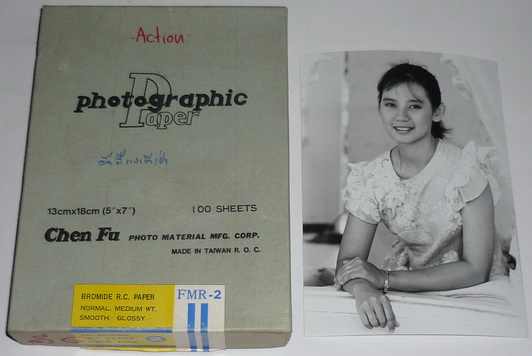 Action
photographic
Paper
13cmx18cm (5"x7") 100 SHEETS
Chen Fu PHOTO MATERIAL MFG. CORP.
MADE IN TAIWAN R. O. C.
BROMIDE R.C. PAPER FMR-2
NORMAL. MEDIUM WT.
SMOOTH. GLOSSY.